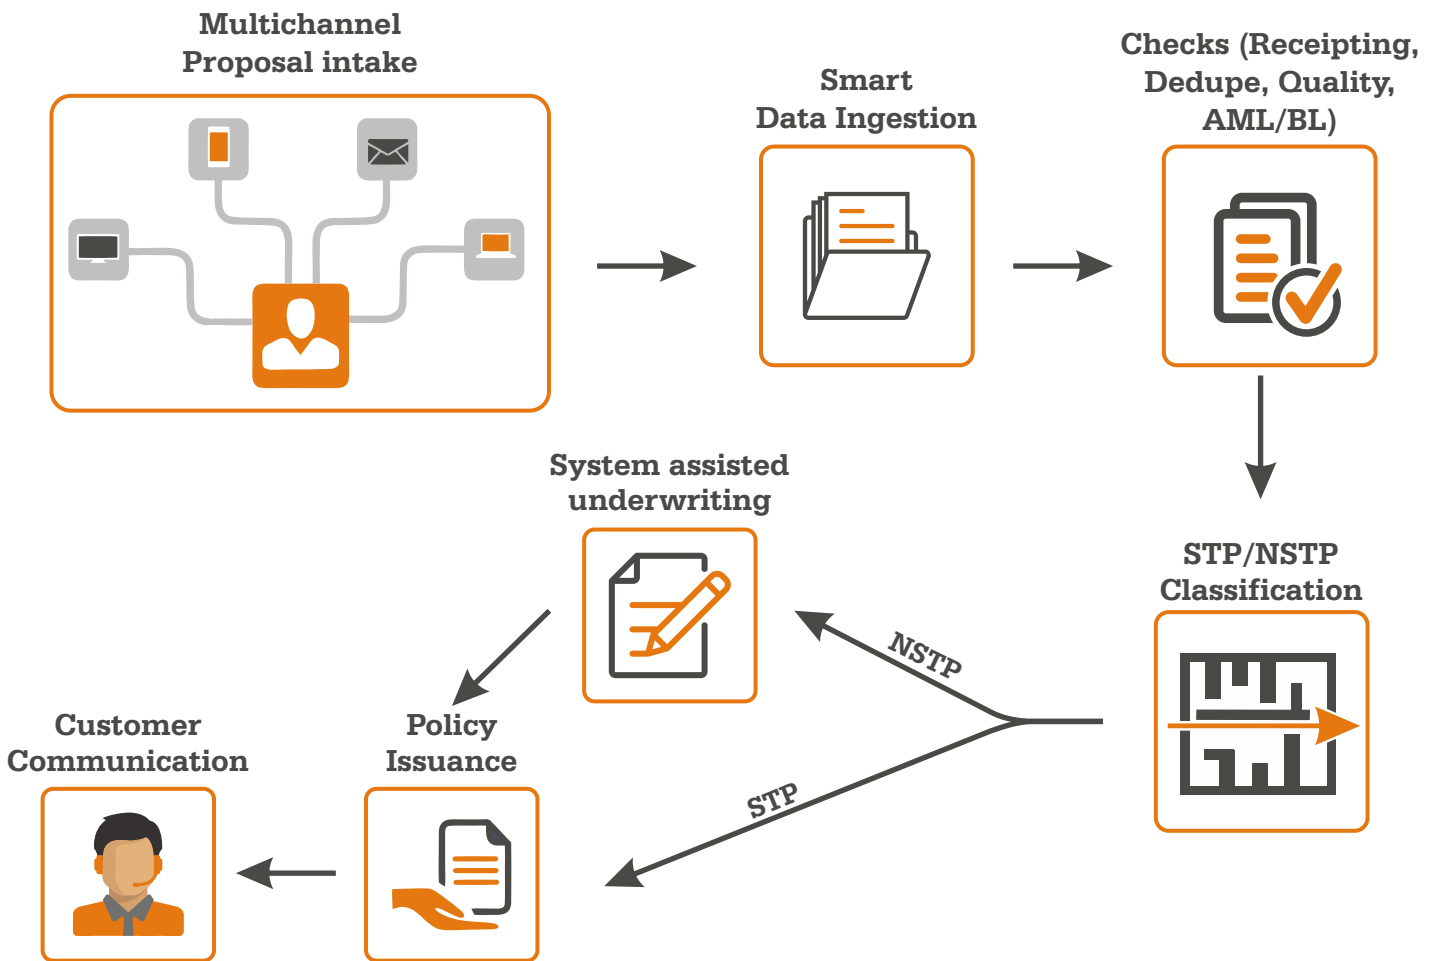 Multichannel
Proposal intake
Smart
Data Ingestion
Checks (Receipting,
Dedupe, Quality,
AML/BL)
STP/NSTP
Classification
NSTP
STP
System assisted
underwriting
Policy
Issuance
Customer
Communication